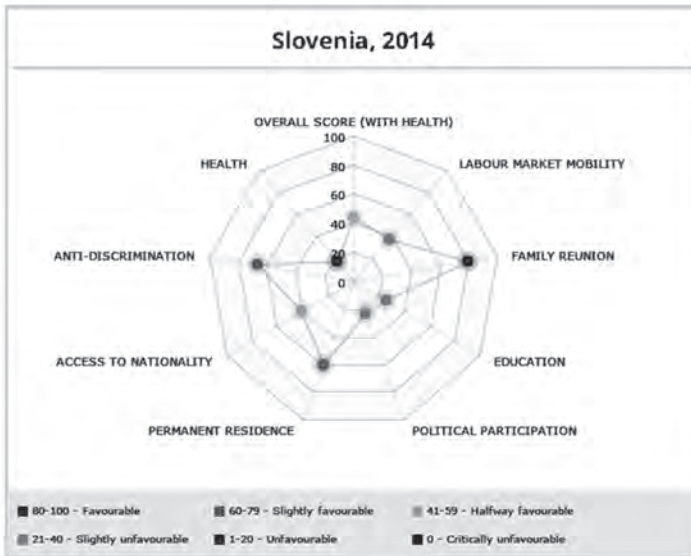 Slovenia, 2014
OVERALL SCORE (WITH HEALTH)
100
HEALTH
LABOUR MARKET MOBILITY
80
60
40
ANTI-DISCRIMINATION
FAMILY REUNION
20
0
ACCESS TO NATIONALITY
EDUCATION
PERMANENT RESIDENCE
POLITICAL PARTICIPATION
80-100 - Favourable
60-79 - Slightly favourable
41-59 - Halfway favourable
21-40 - Slightly unfavourable
1-20 - Unfavourable
0 - Critically unfavourable